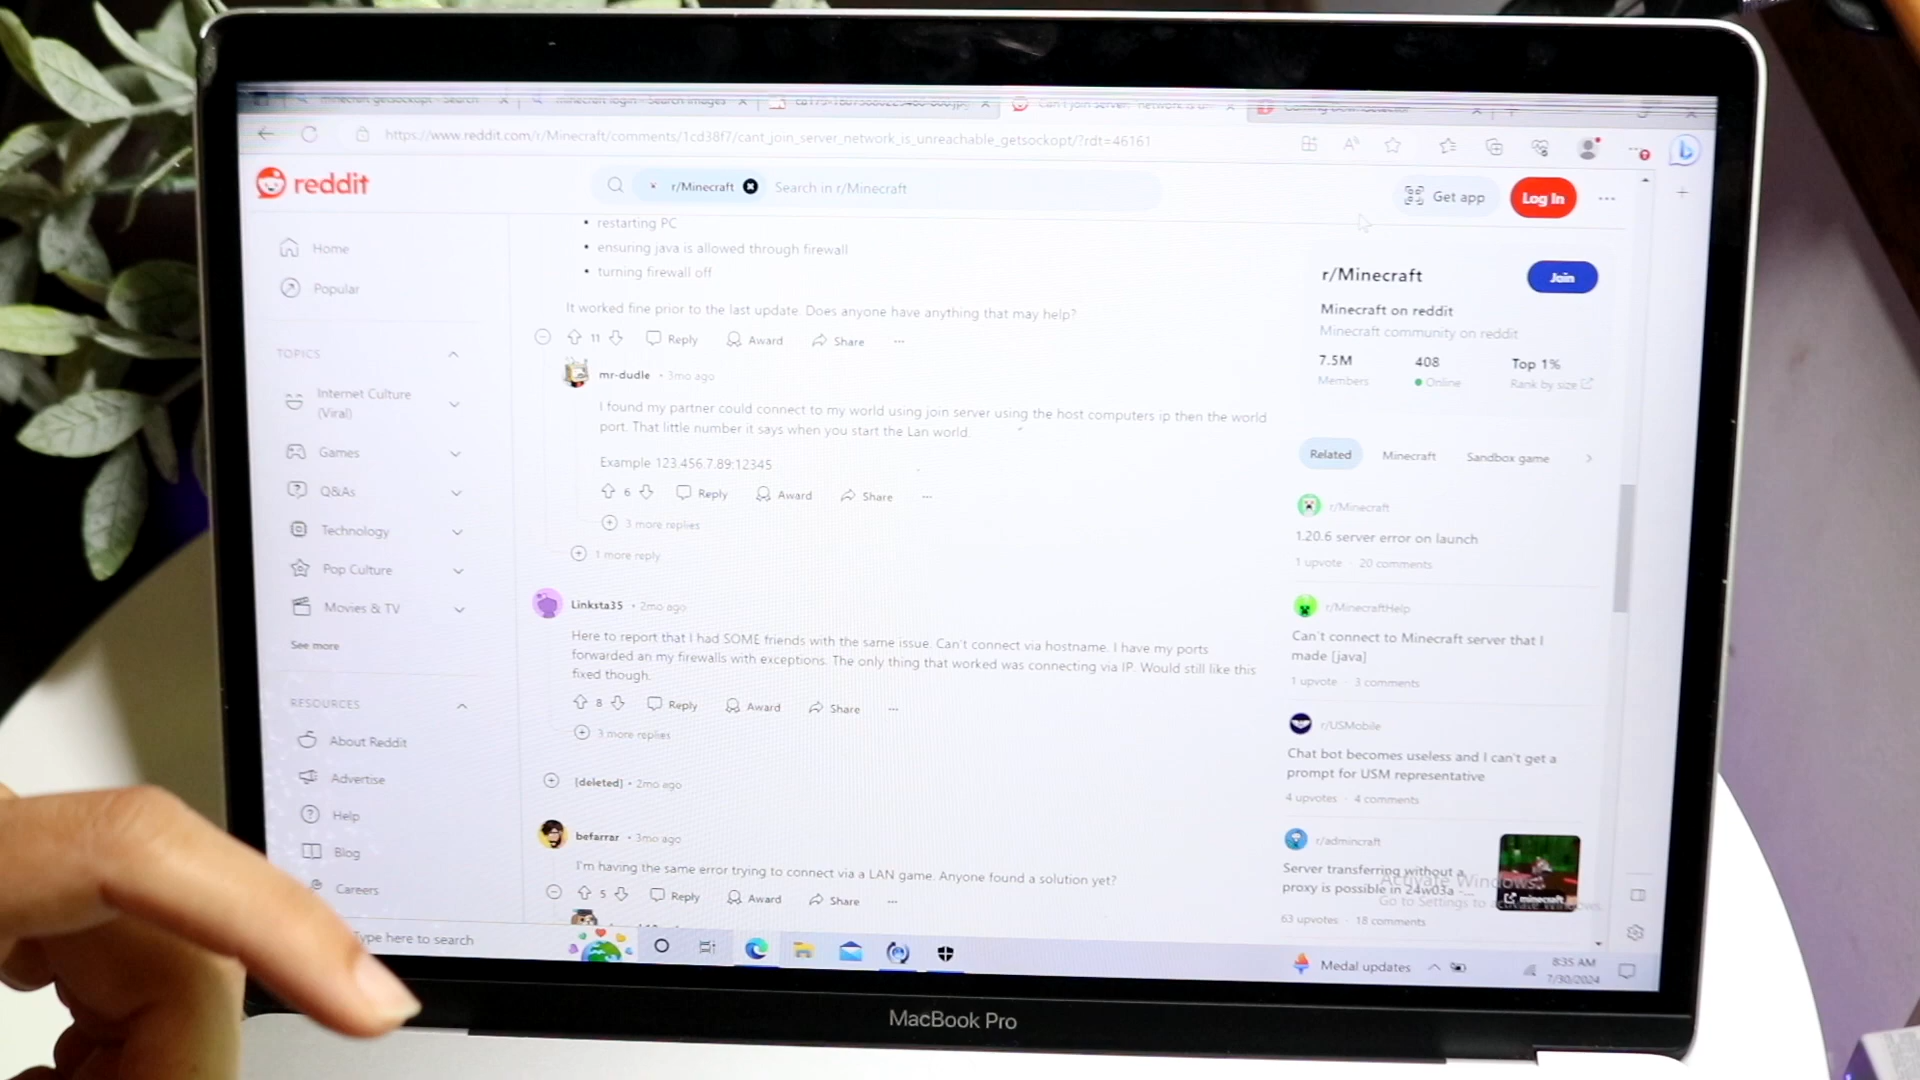 minecraft getsockopt - Search
minecraft login - Search Images
Can't join server, "network is un
https://www.reddit.com/r/Minecraft/comments/1cd38f7/cant_join_server_network_is_unreachable_getsockopt/?rdt=46161
reddit
r/Minecraft
Search in r/Minecraft
Get app
Log In
Home
Popular
TOPICS
Internet Culture
(Viral)
Games
Q&As
Technology
Pop Culture
Movies & TV
See more
RESOURCES
About Reddit
Advertise
Help
Blog
Careers
• restarting PC
• ensuring java is allowed through firewall
• turning firewall off
It worked fine prior to the last update. Does anyone have anything that may help?
11 Reply Award Share ...
mr-dudle • 3mo ago
I found my partner could connect to my world using join server using the host computers ip then the world
port. That little number it says when you start the Lan world.
Example 123.456.7.89:12345
6 Reply Award Share ...
3 more replies
1 more reply
Linksta35 • 2mo ago
Here to report that I had SOME friends with the same issue. Can't connect via hostname. I have my ports
forwarded an my firewalls with exceptions. The only thing that worked was connecting via IP. Would still like this
fixed though.
8 Reply Award Share ...
3 more replies
[deleted] • 2mo ago
befarrar • 3mo ago
I'm having the same error trying to connect via a LAN game. Anyone found a solution yet?
5 Reply Award Share ...
r/Minecraft
Join
Minecraft on reddit
Minecraft community on reddit
7.5M 408 Top 1%
Members Online Rank by size
Related Minecraft Sandbox game
r/Minecraft
1.20.6 server error on launch
1 upvote · 20 comments
r/MinecraftHelp
Can't connect to Minecraft server that I
made [java]
1 upvote · 3 comments
r/USMobile
Chat bot becomes useless and I can't get a
prompt for USM representative
4 upvotes · 4 comments
r/admincraft
Server transferring without a
proxy is possible in 24w03a -...
minecraft
63 upvotes · 18 comments
Activate Windows
Go to Settings to activate Windows.
Type here to search
Medal updates
8:35 AM
7/30/2024
MacBook Pro